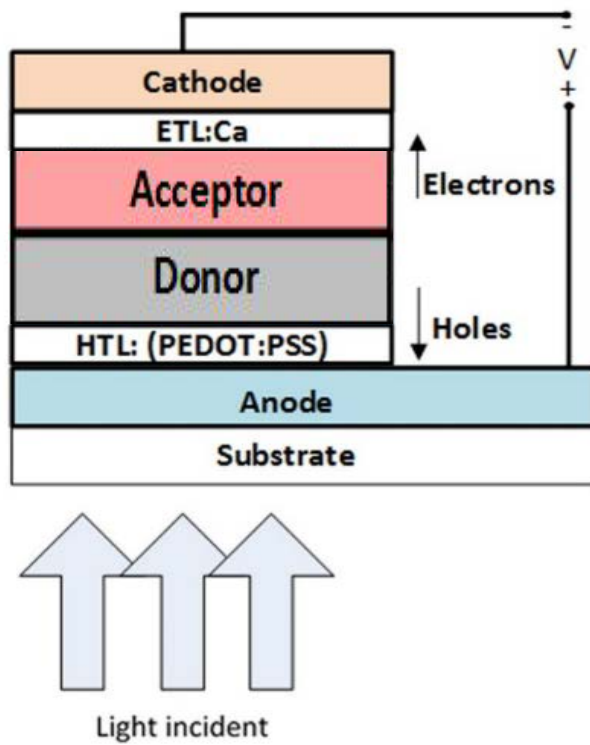 -
V
+
Cathode
ETL:Ca
Acceptor
Electrons
Donor
Holes
HTL: (PEDOT:PSS)
Anode
Substrate
Light incident